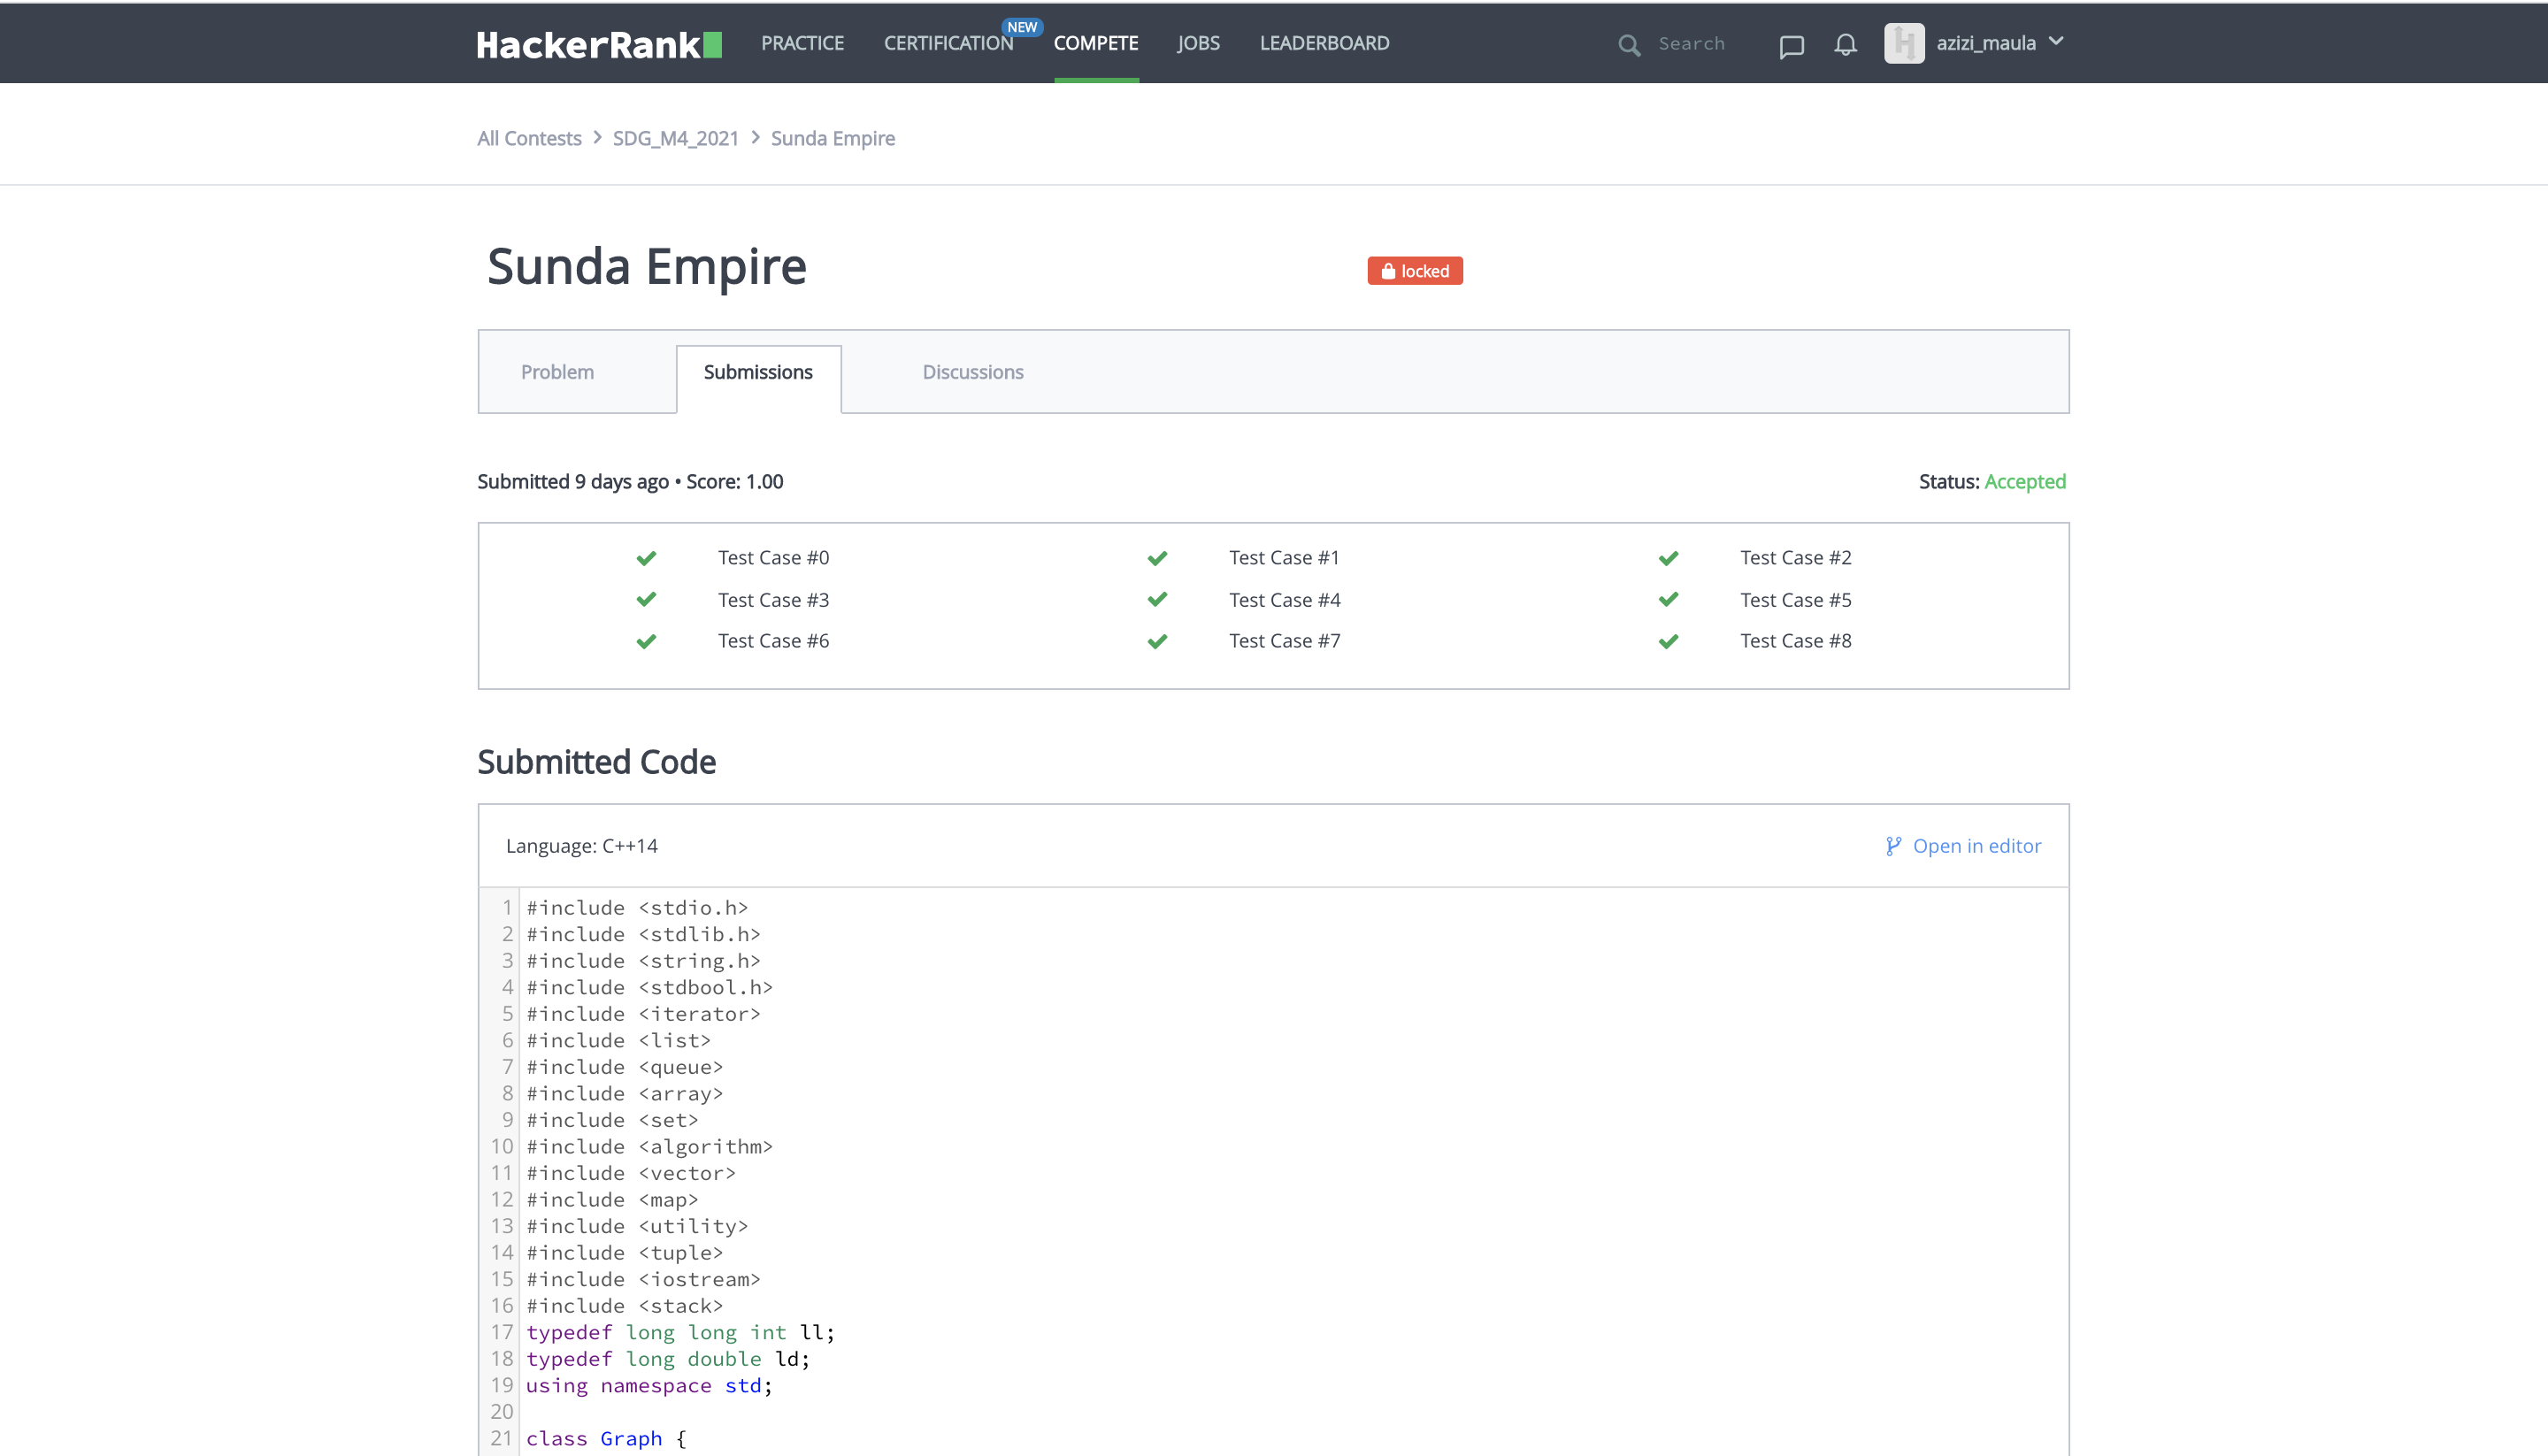 HackerRank PRACTICE CERTIFICATION NEW COMPETE JOBS LEADERBOARD Search azizi_maula
All Contests > SDG_M4_2021 > Sunda Empire
Sunda Empire locked
Problem Submissions Discussions
Submitted 9 days ago • Score: 1.00 Status: Accepted
Test Case #0 Test Case #1 Test Case #2
Test Case #3 Test Case #4 Test Case #5
Test Case #6 Test Case #7 Test Case #8
Submitted Code
Language: C++14 Open in editor
1 #include <stdio.h>
2 #include <stdlib.h>
3 #include <string.h>
4 #include <stdbool.h>
5 #include <iterator>
6 #include <list>
7 #include <queue>
8 #include <array>
9 #include <set>
10 #include <algorithm>
11 #include <vector>
12 #include <map>
13 #include <utility>
14 #include <tuple>
15 #include <iostream>
16 #include <stack>
17 typedef long long int ll;
18 typedef long double ld;
19 using namespace std;
20
21 class Graph {